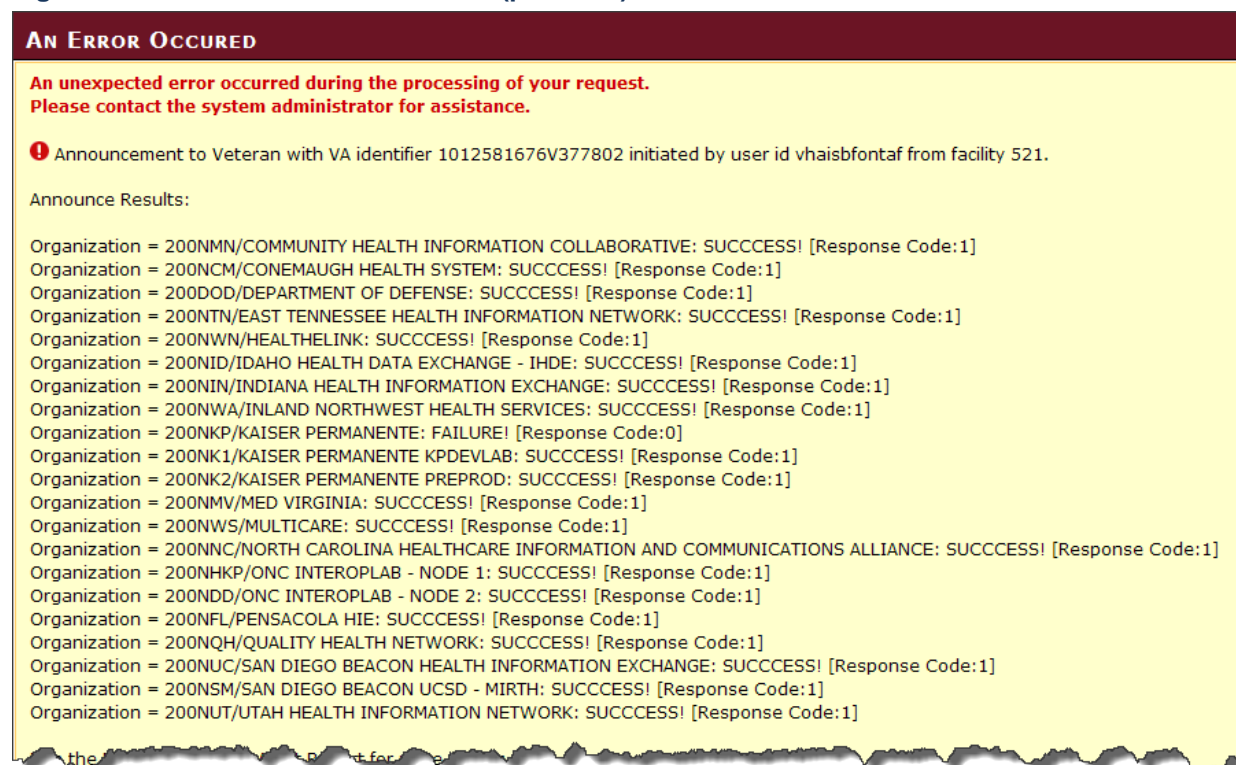 AN ERROR OCCURED
An unexpected error occurred during the processing of your request.
Please contact the system administrator for assistance.
Announcement to Veteran with VA identifier 1012581676V377802 initiated by user id vhaisbfontaf from facility 521.
Announce Results:
Organization = 200NMN/COMMUNITY HEALTH INFORMATION COLLABORATIVE: SUCCCESS! [Response Code:1]
Organization = 200NCM/CONEMAUGH HEALTH SYSTEM: SUCCCESS! [Response Code:1]
Organization = 200DOD/DEPARTMENT OF DEFENSE: SUCCCESS! [Response Code:1]
Organization = 200NTN/EAST TENNESSEE HEALTH INFORMATION NETWORK: SUCCCESS! [Response Code:1]
Organization = 200NWN/HEALTHELINK: SUCCCESS! [Response Code:1]
Organization = 200NID/IDAHO HEALTH DATA EXCHANGE - IHDE: SUCCCESS! [Response Code:1]
Organization = 200NIN/INDIANA HEALTH INFORMATION EXCHANGE: SUCCCESS! [Response Code:1]
Organization = 200NWA/INLAND NORTHWEST HEALTH SERVICES: SUCCCESS! [Response Code:1]
Organization = 200NKP/KAISER PERMANENTE: FAILURE! [Response Code:0]
Organization = 200NK1/KAISER PERMANENTE KPDEVLAB: SUCCCESS! [Response Code:1]
Organization = 200NK2/KAISER PERMANENTE PREPROD: SUCCCESS! [Response Code:1]
Organization = 200NMV/MED VIRGINIA: SUCCCESS! [Response Code:1]
Organization = 200NWS/MULTICARE: SUCCCESS! [Response Code:1]
Organization = 200NNC/NORTH CAROLINA HEALTHCARE INFORMATION AND COMMUNICATIONS ALLIANCE: SUCCCESS! [Response Code:1]
Organization = 200NHKP/ONC INTEROPLAB - NODE 1: SUCCCESS! [Response Code:1]
Organization = 200NDD/ONC INTEROPLAB - NODE 2: SUCCCESS! [Response Code:1]
Organization = 200NFL/PENSACOLA HIE: SUCCCESS! [Response Code:1]
Organization = 200NQH/QUALITY HEALTH NETWORK: SUCCCESS! [Response Code:1]
Organization = 200NUC/SAN DIEGO BEACON HEALTH INFORMATION EXCHANGE: SUCCCESS! [Response Code:1]
Organization = 200NSM/SAN DIEGO BEACON UCSD - MIRTH: SUCCCESS! [Response Code:1]
Organization = 200NUT/UTAH HEALTH INFORMATION NETWORK: SUCCCESS! [Response Code:1]
the